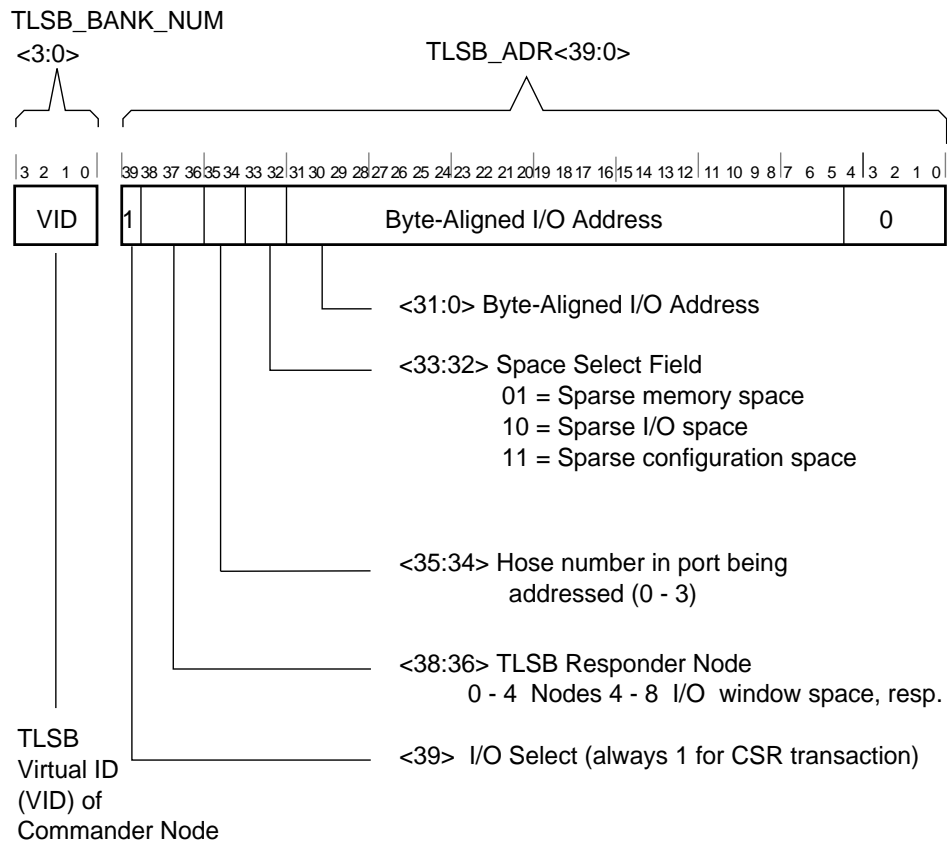 TLSB_BANK_NUM
<3:0>
TLSB_ADR<39:0>
3 2 1 0
39 38 37 36 35 34 33 32 31 30 29 28 27 26 25 24 23 22 21 20 19 18 17 16 15 14 13 12 11 10 9 8 7 6 5 4 3 2 1 0
VID
1
Byte-Aligned I/O Address
0
<31:0> Byte-Aligned I/O Address
<33:32> Space Select Field
01 = Sparse memory space
10 = Sparse I/O space
11 = Sparse configuration space
<35:34> Hose number in port being
addressed (0 - 3)
<38:36> TLSB Responder Node
0 - 4 Nodes 4 - 8 I/O window space, resp.
<39> I/O Select (always 1 for CSR transaction)
TLSB
Virtual ID
(VID) of
Commander Node